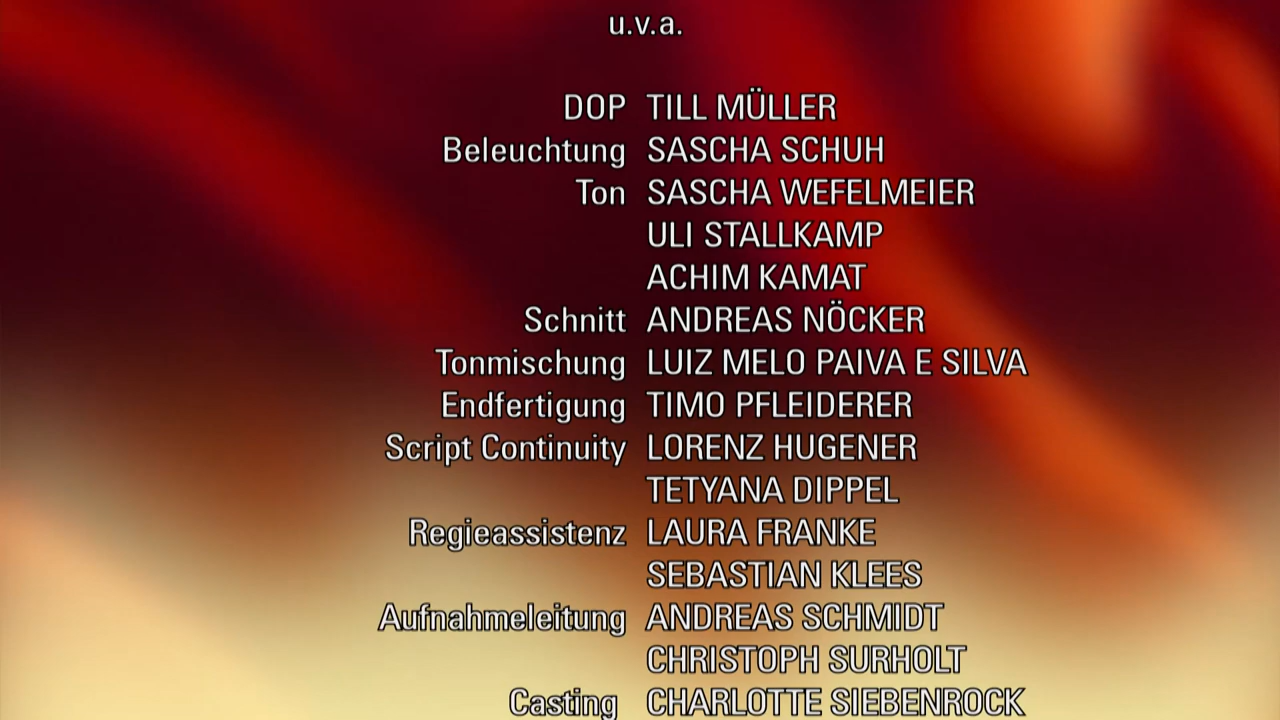 u.v.a.
DOP TILL MÜLLER
Beleuchtung SASCHA SCHUH
Ton SASCHA WEFELMEIER
ULI STALLKAMP
ACHIM KAMAT
Schnitt ANDREAS NÖCKER
Tonmischung LUIZ MELO PAIVA E SILVA
Endfertigung TIMO PFLEIDERER
Script Continuity LORENZ HUGENER
TETYANA DIPPEL
Regieassistenz LAURA FRANKE
SEBASTIAN KLEES
Aufnahmeleitung ANDREAS SCHMIDT
CHRISTOPH SURHOLT
Casting CHARLOTTE SIEBENROCK